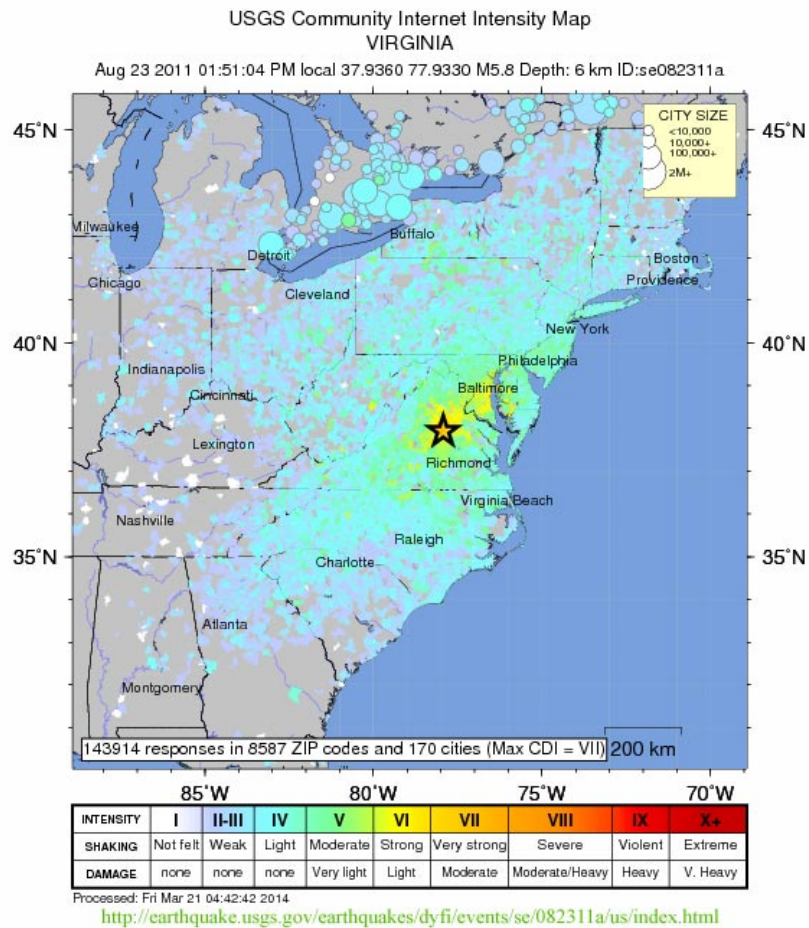 USGS Community Internet Intensity Map
VIRGINIA
Aug 23 2011 01:51:04 PM local 37.9360 77.9330 M5.8 Depth: 6 km ID:se082311a
CITY SIZE
<10,000
10,000+
100,000+
2M+
45˚N
45˚N
Milwaukee
Buffalo
Detroit
Boston
Chicago
Providence
Cleveland
40˚N
New York
40˚N
Philadelphia
Indianapolis
Baltimore
Cincinnati
Lexington
Richmond
Virginia Beach
Nashville
Raleigh
35˚N
Charlotte
35˚N
Atlanta
Montgomery
143914 responses in 8587 ZIP codes and 170 cities (Max CDI = VII)
200 km
85˚W 80˚W 75˚W 70˚W
INTENSITY I II-III IV V VI VII VIII IX X+
SHAKING Not felt Weak Light Moderate Strong Very strong Severe Violent Extreme
DAMAGE none none none Very light Light Moderate Moderate/Heavy Heavy V. Heavy
Processed: Fri Mar 21 04:42:42 2014
http://earthquake.usgs.gov/earthquakes/dyfi/events/se/082311a/us/index.html